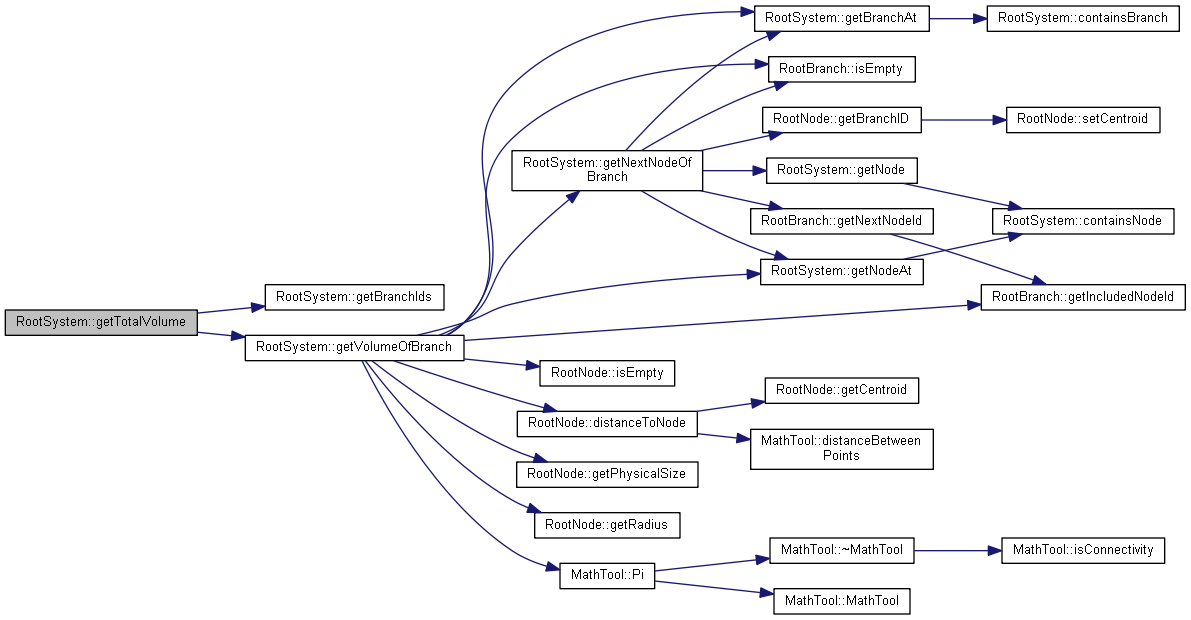 RootSystem::getBranchAt
RootSystem::containsBranch
RootBranch::isEmpty
RootNode::getBranchID
RootNode::setCentroid
RootSystem::getNextNodeOf
Branch
RootSystem::getNode
RootBranch::getNextNodeId
RootSystem::containsNode
RootSystem::getNodeAt
RootSystem::getBranchIds
RootBranch::getIncludedNodeId
RootSystem::getTotalVolume
RootSystem::getVolumeOfBranch
RootNode::isEmpty
RootNode::getCentroid
RootNode::distanceToNode
MathTool::distanceBetween
Points
RootNode::getPhysicalSize
RootNode::getRadius
MathTool::~MathTool
MathTool::isConnectivity
MathTool::Pi
MathTool::MathTool